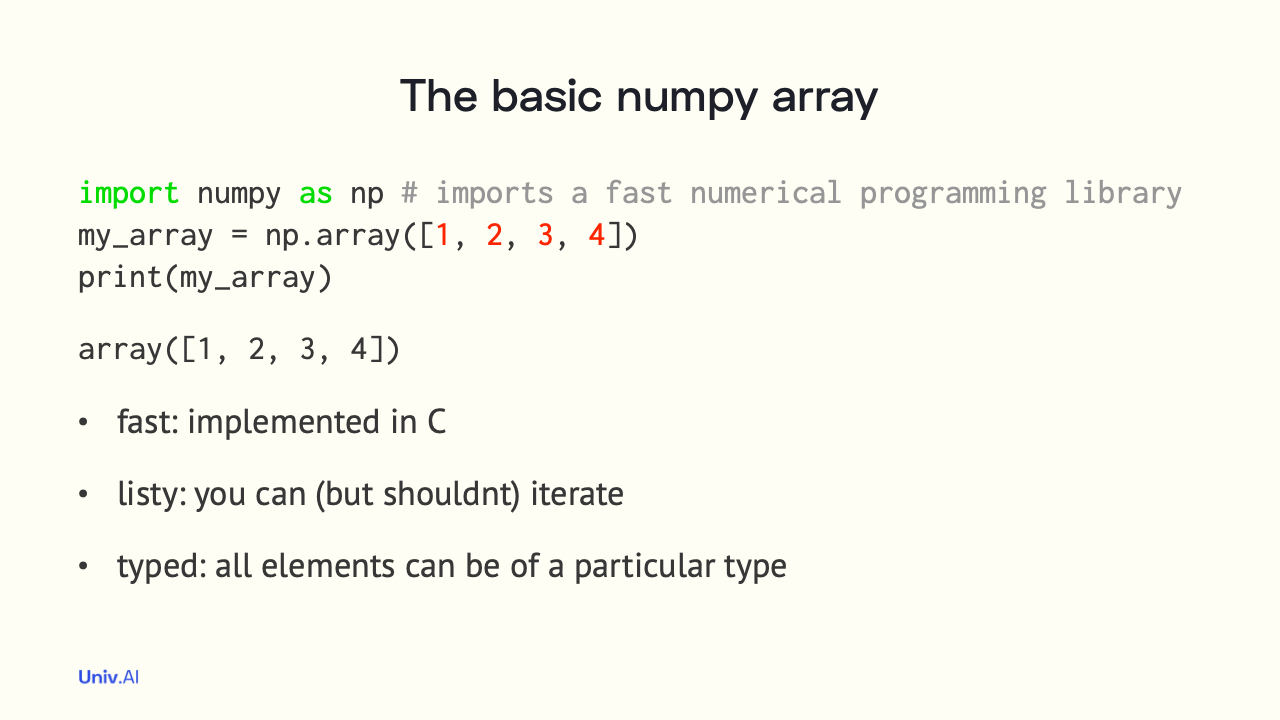 The basic numpy array
import numpy as np # imports a fast numerical programming library
my_array = np.array([1, 2, 3, 4])
print(my_array)
array([1, 2, 3, 4])
• fast: implemented in C
• listy: you can (but shouldnt) iterate
• typed: all elements can be of a particular type
Univ.AI